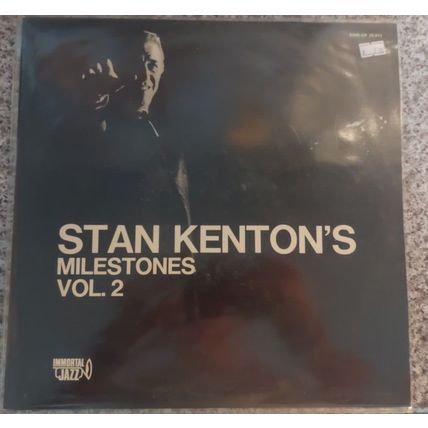 STAN KENTON'S
MILESTONES
VOL. 2
IMMORTAL
JAZZ